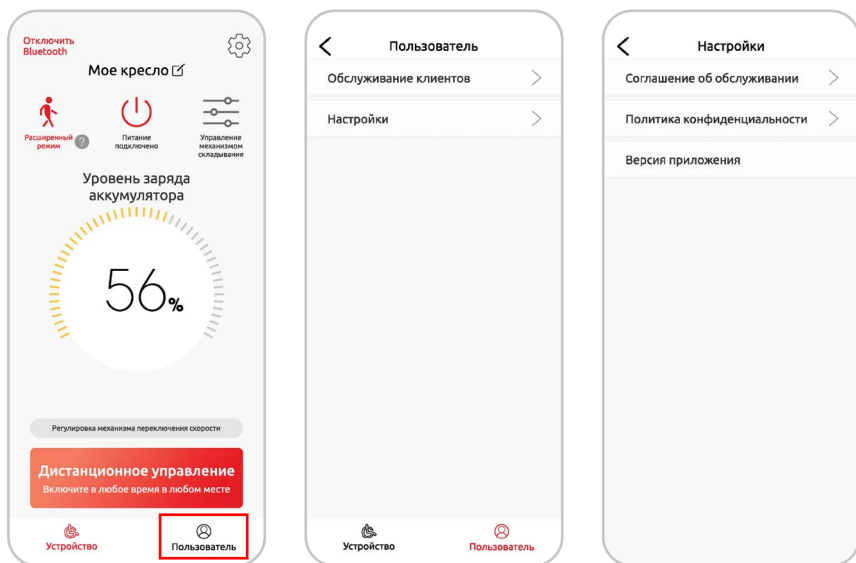 Отключить
Bluetooth
Мое кресло
Расширенный
режим
?
Питание
подключено
Управление
механизмом
складывания
Уровень заряда
аккумулятора
56%
Регулировка механизма переключения скорости
Дистанционное управление
Включите в любое время в любом месте
Устройство
Пользователь
Пользователь
Обслуживание клиентов
Настройки
Устройство
Пользователь
Настройки
Соглашение об обслуживании
Политика конфиденциальности
Версия приложения